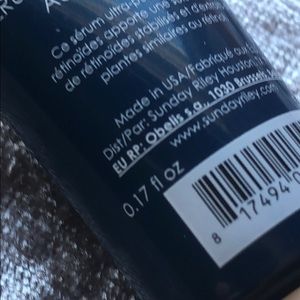 Ce sérum ultra-
rétinoïdes apporte une
de rétinoïdes stabilisés et d'extraits
plantes similaires au rétinol.
Made in USA/Fabriqué aux
Dist/Par: Sunday Riley Houston,
EU RP: Obelis s.a., 1030
www.sundayriley.com
0.17 fl oz
8 17494 0